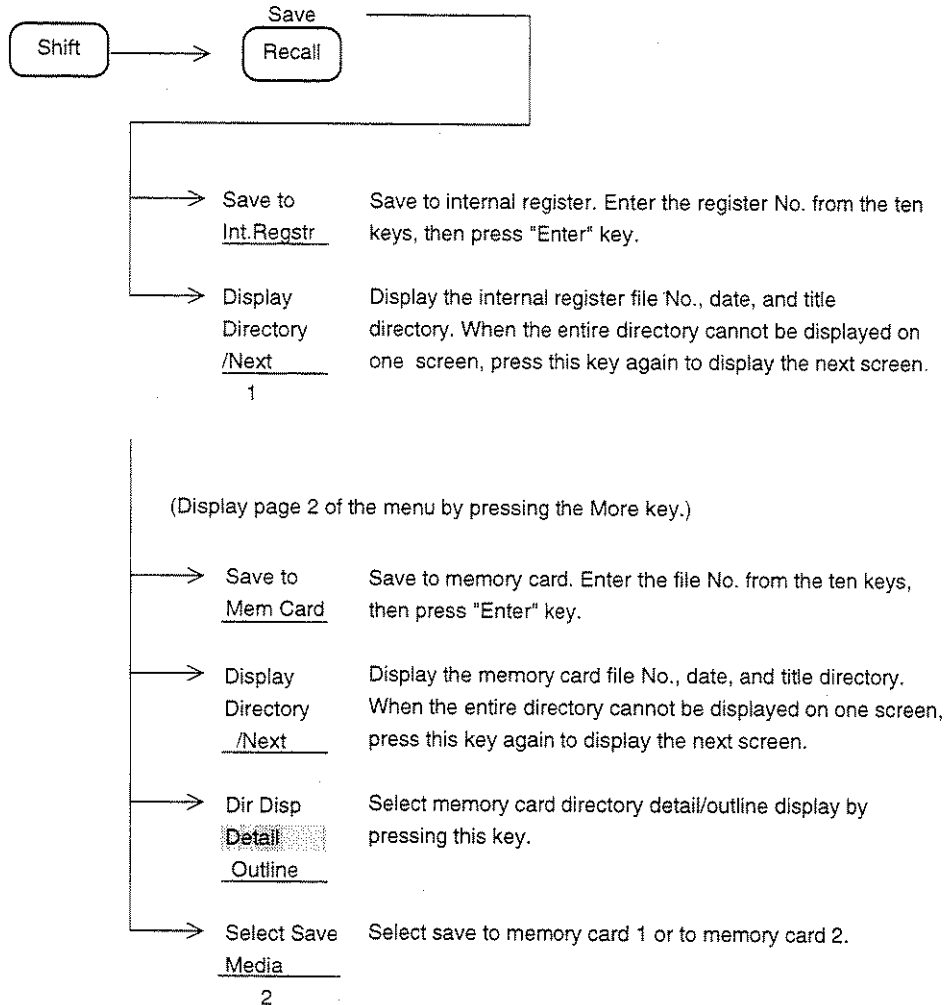 Save
Shift
Recall
Save to
Int.Regstr
Save to internal register. Enter the register No. from the ten
keys, then press "Enter" key.
Display
Directory
/Next
1
Display the internal register file No., date, and title
directory. When the entire directory cannot be displayed on
one screen, press this key again to display the next screen.
(Display page 2 of the menu by pressing the More key.)
Save to
Mem Card
Save to memory card. Enter the file No. from the ten keys,
then press "Enter" key.
Display
Directory
/Next
Display the memory card file No., date, and title directory.
When the entire directory cannot be displayed on one screen,
press this key again to display the next screen.
Dir Disp
Detail
Outline
Select memory card directory detail/outline display by
pressing this key.
Select Save
Media
2
Select save to memory card 1 or to memory card 2.